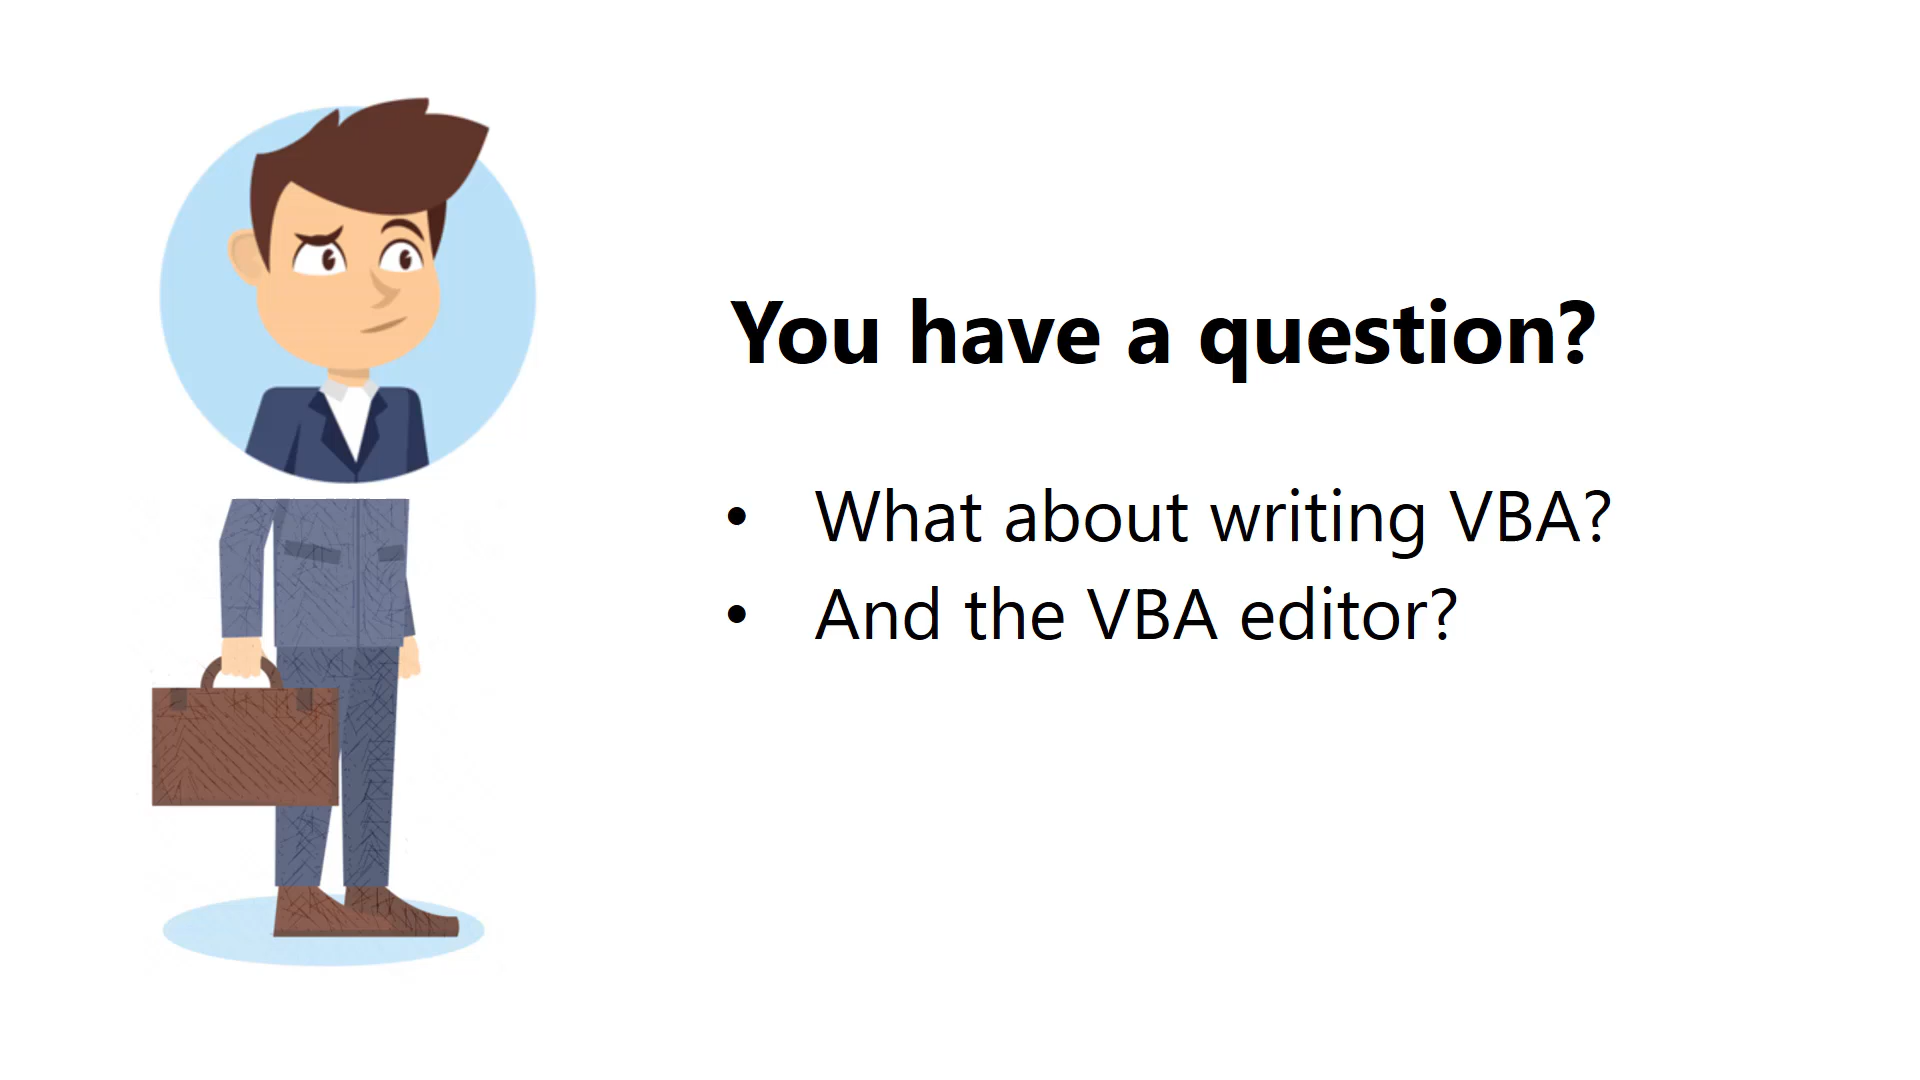 You have a question?
• What about writing VBA?
• And the VBA editor?